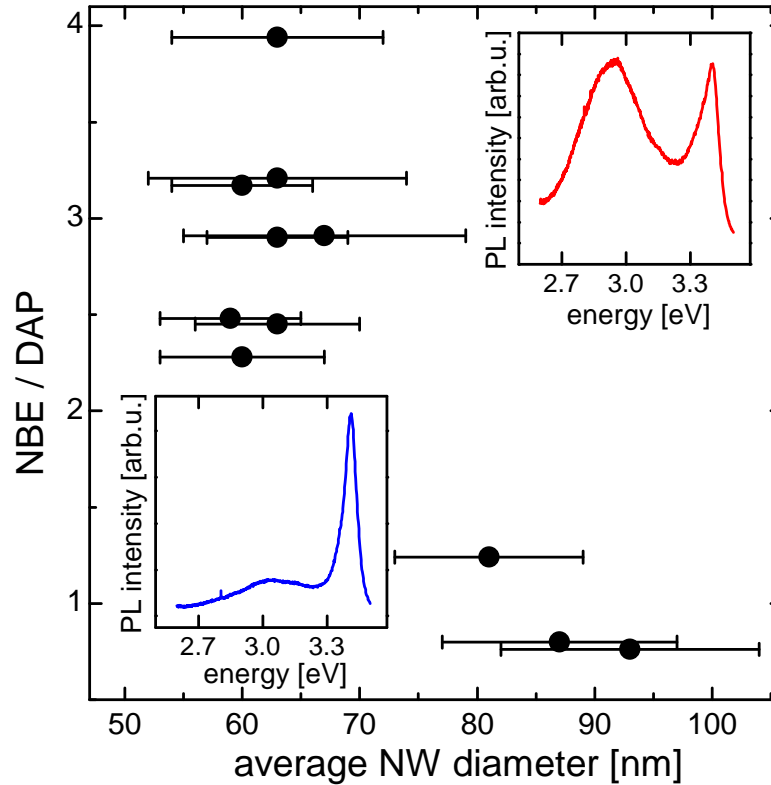 4
3
2
1
NBE / DAP
50 60 70 80 90 100
average NW diameter [nm]
PL intensity [arb.u.]
2.7 3.0 3.3
energy [eV]
PL intensity [arb.u.]
2.7 3.0 3.3
energy [eV]